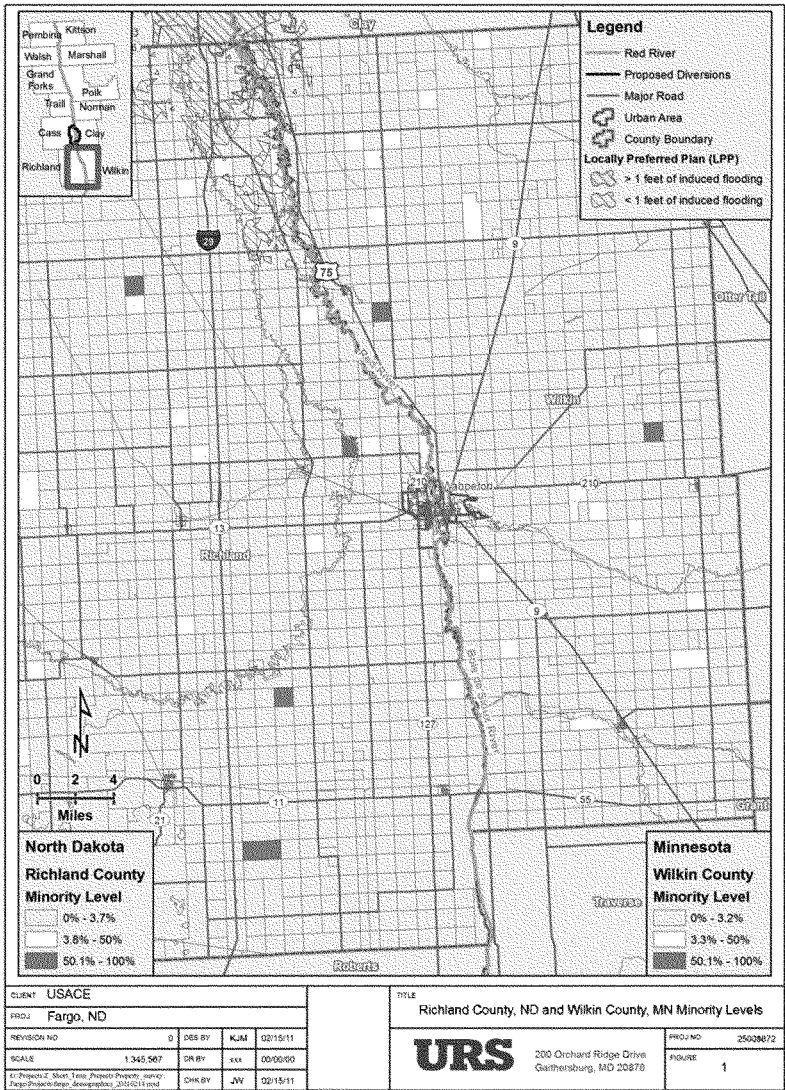 Pembina Kittson
Walsh Marshall
Grand
Forks
Polk
Traill
Norman
Cass Clay
Richland
Wilkin
Clay
Legend
Red River
Proposed Diversions
Major Road
Urban Area
County Boundary
Locally Preferred Plan (LPP)
> 1 feet of induced flooding
< 1 feet of induced flooding
29
75
9
Otter Tail
Red River
Wilkin
210
Wahpeton
210
13
Richland
9
Bois de Sioux River
127
N
0 2 4
Miles
11
21
55
Grant
Traverse
Roberts
North Dakota
Richland County
Minority Level
0% - 3.7%
3.8% - 50%
50.1% - 100%
Minnesota
Wilkin County
Minority Level
0% - 3.2%
3.3% - 50%
50.1% - 100%
CLIENT USACE
PROJ Fargo, ND
REVISION NO 0 DES BY KJM 02/15/11
SCALE 1:345,567 DR BY xxx 00/00/00
CHK BY JW 02/15/11
TITLE
Richland County, ND and Wilkin County, MN Minority Levels
URS
200 Orchard Ridge Drive
Gaithersburg, MD 20878
PROJ NO 25008872
FIGURE 1